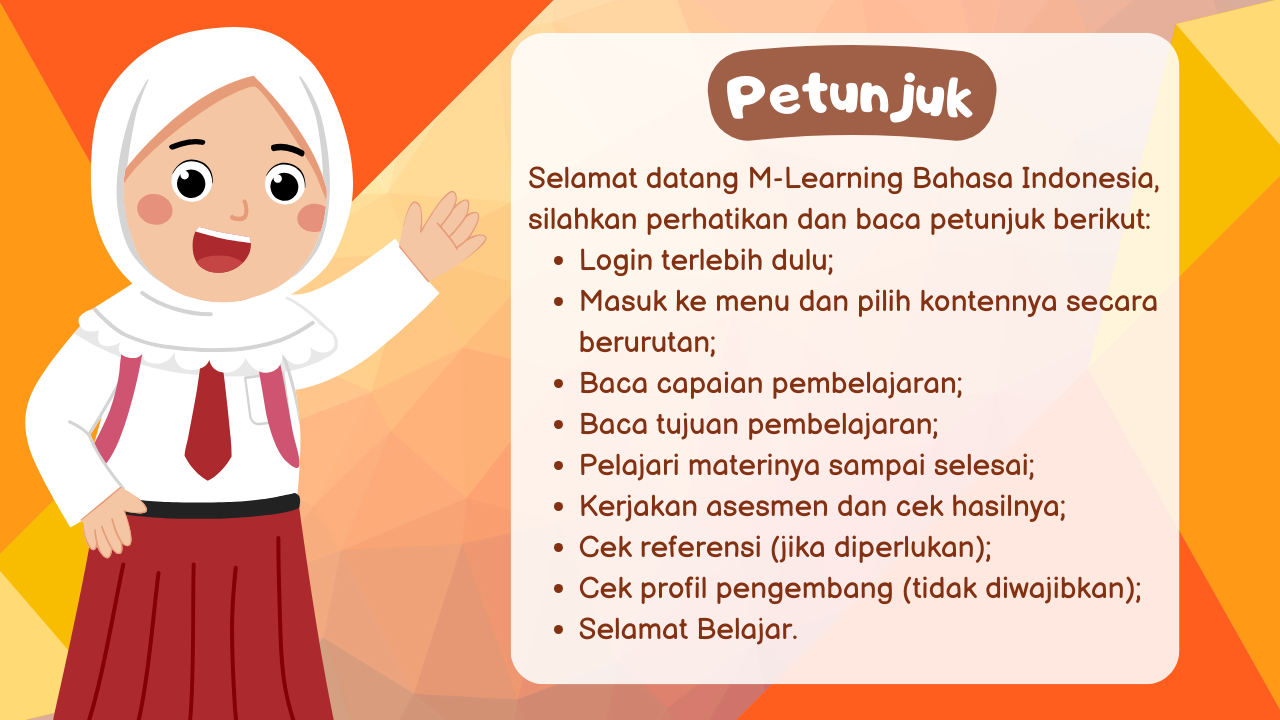 Petunjuk
Selamat datang M-Learning Bahasa Indonesia,
silahkan perhatikan dan baca petunjuk berikut:
• Login terlebih dulu;
• Masuk ke menu dan pilih kontennya secara
berurutan;
• Baca capaian pembelajaran;
• Baca tujuan pembelajaran;
• Pelajari materinya sampai selesai;
• Kerjakan asesmen dan cek hasilnya;
• Cek referensi (jika diperlukan);
• Cek profil pengembang (tidak diwajibkan);
• Selamat Belajar.